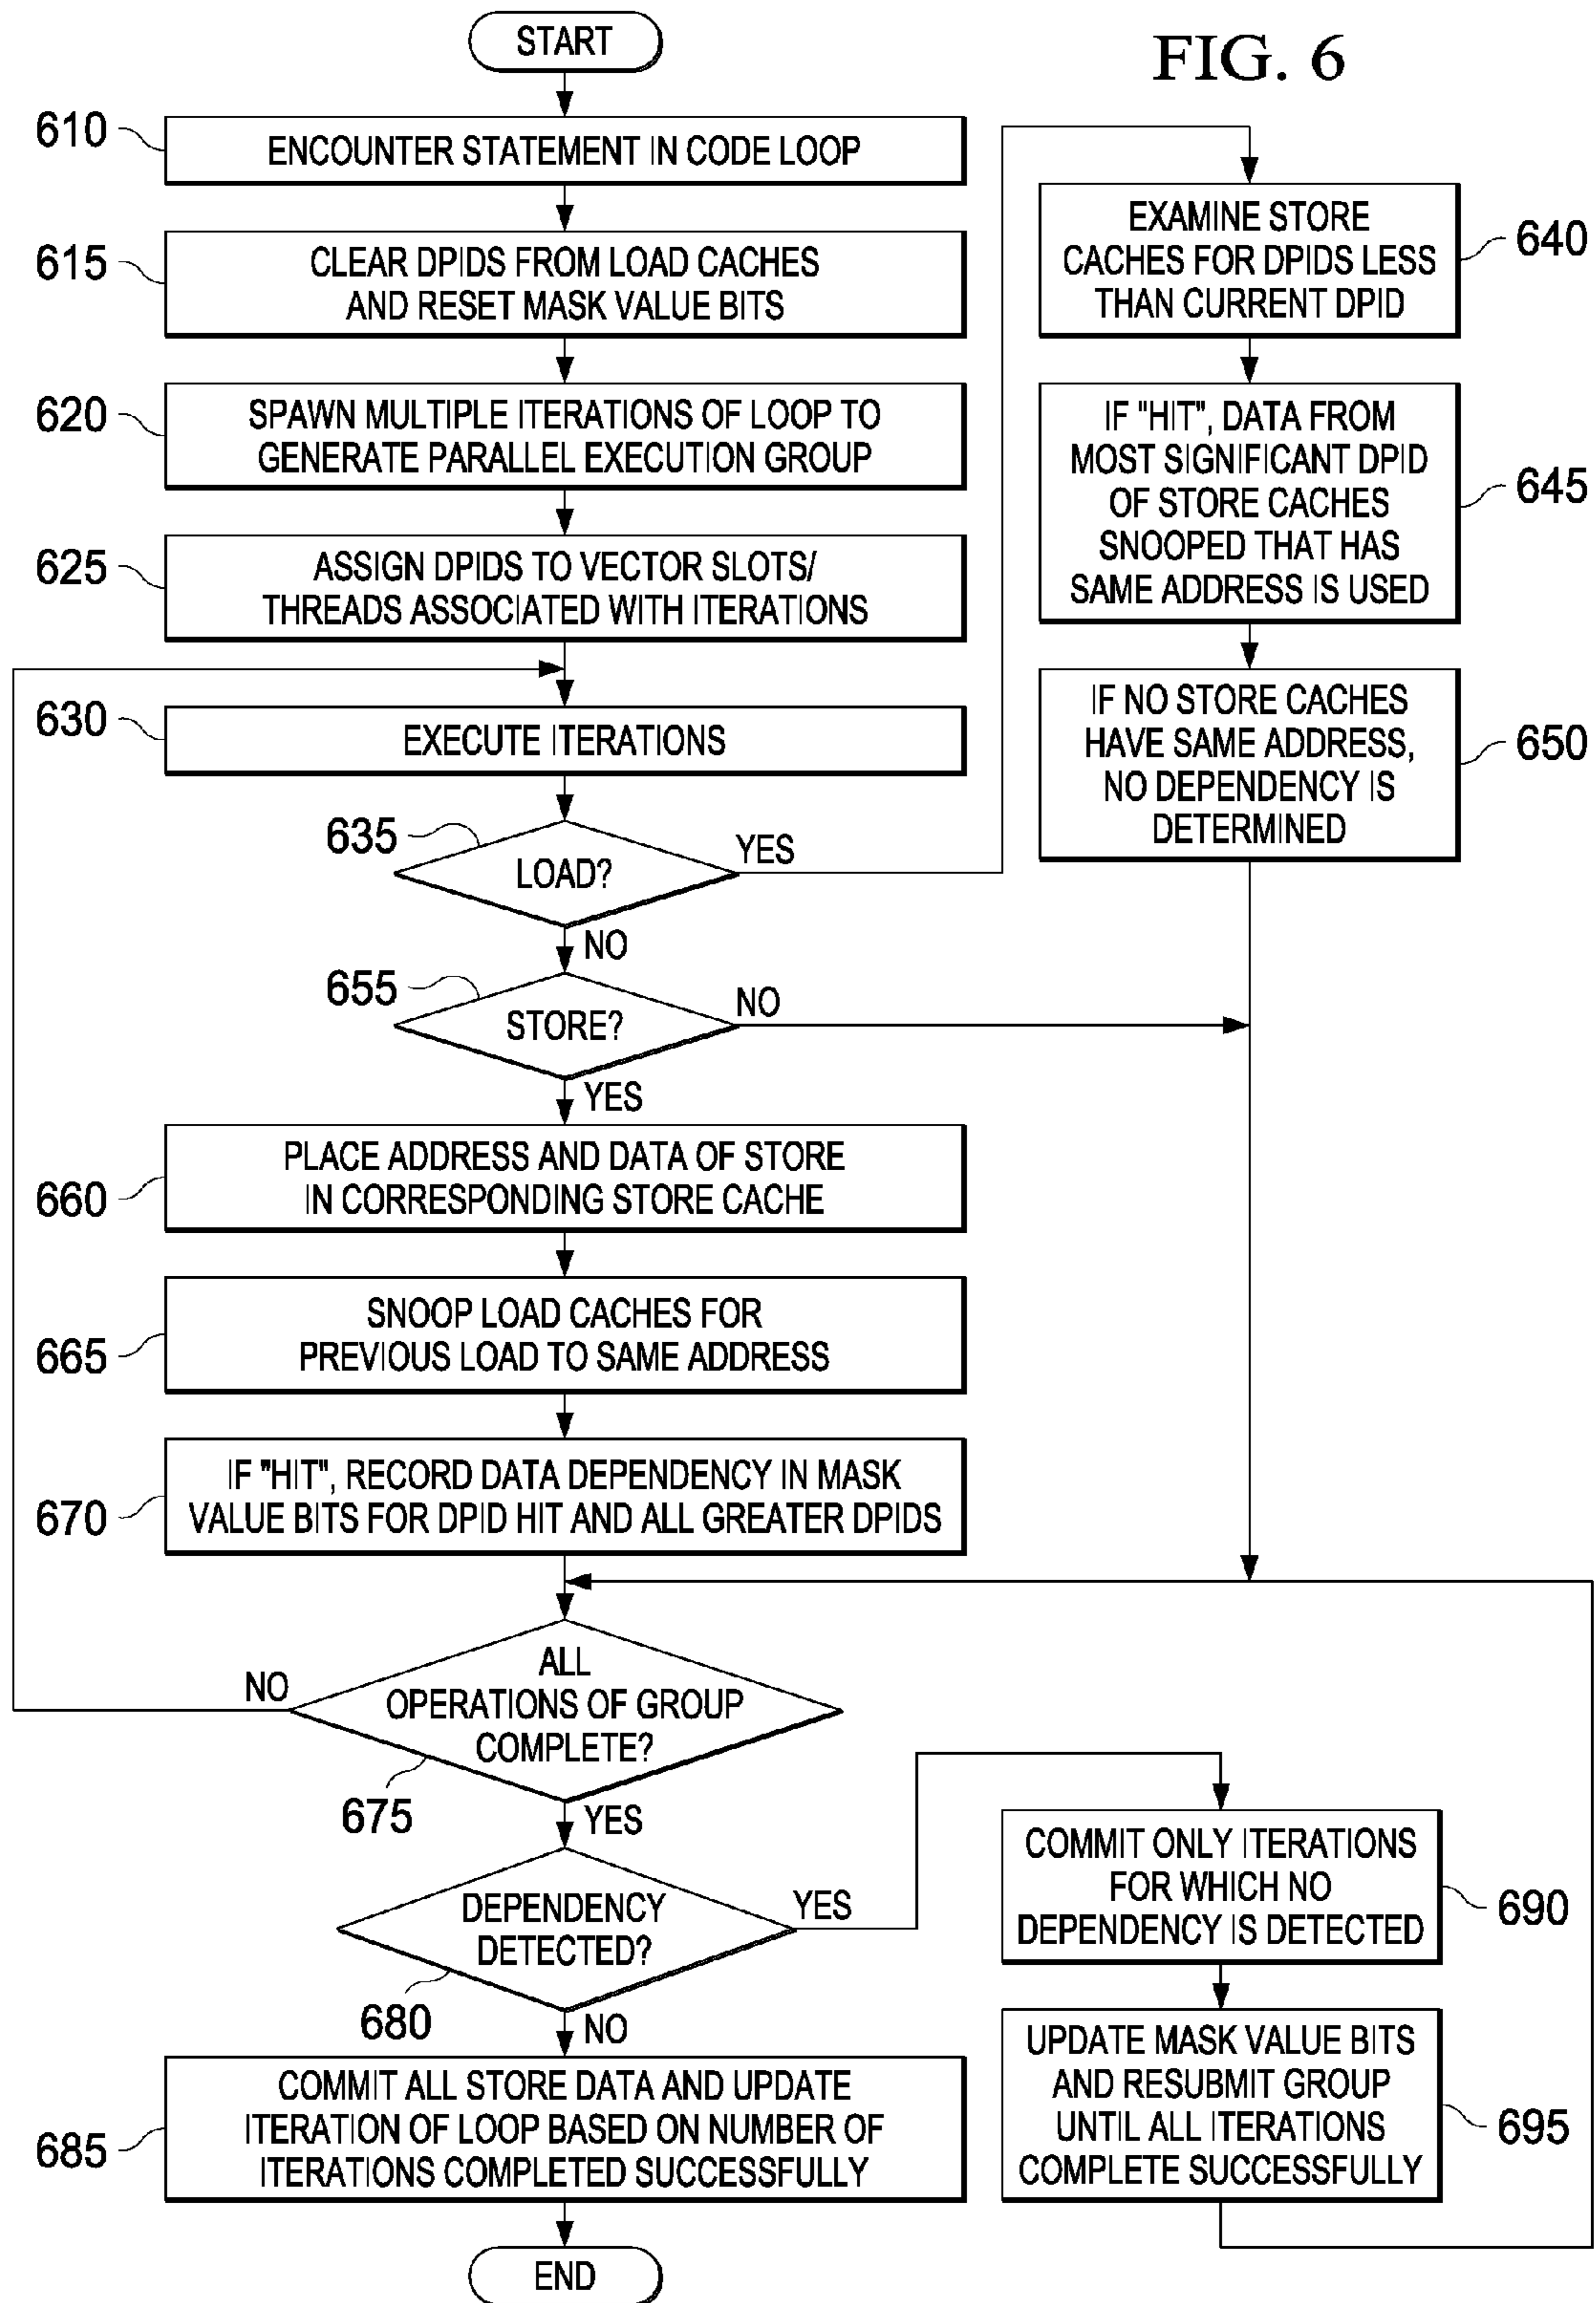 FIG. 6
START
610
ENCOUNTER STATEMENT IN CODE LOOP
615
CLEAR DPIDS FROM LOAD CACHES
AND RESET MASK VALUE BITS
620
SPAWN MULTIPLE ITERATIONS OF LOOP TO
GENERATE PARALLEL EXECUTION GROUP
625
ASSIGN DPIDS TO VECTOR SLOTS/
THREADS ASSOCIATED WITH ITERATIONS
630
EXECUTE ITERATIONS
635
LOAD?
YES
NO
640
EXAMINE STORE
CACHES FOR DPIDS LESS
THAN CURRENT DPID
645
IF "HIT", DATA FROM
MOST SIGNIFICANT DPID
OF STORE CACHES
SNOOPED THAT HAS
SAME ADDRESS IS USED
650
IF NO STORE CACHES
HAVE SAME ADDRESS,
NO DEPENDENCY IS
DETERMINED
655
STORE?
NO
YES
660
PLACE ADDRESS AND DATA OF STORE
IN CORRESPONDING STORE CACHE
665
SNOOP LOAD CACHES FOR
PREVIOUS LOAD TO SAME ADDRESS
670
IF "HIT", RECORD DATA DEPENDENCY IN MASK
VALUE BITS FOR DPID HIT AND ALL GREATER DPIDS
NO
ALL
OPERATIONS OF GROUP
COMPLETE?
675
YES
DEPENDENCY
DETECTED?
YES
680
NO
685
COMMIT ALL STORE DATA AND UPDATE
ITERATION OF LOOP BASED ON NUMBER OF
ITERATIONS COMPLETED SUCCESSFULLY
690
COMMIT ONLY ITERATIONS
FOR WHICH NO
DEPENDENCY IS DETECTED
695
UPDATE MASK VALUE BITS
AND RESUBMIT GROUP
UNTIL ALL ITERATIONS
COMPLETE SUCCESSFULLY
END